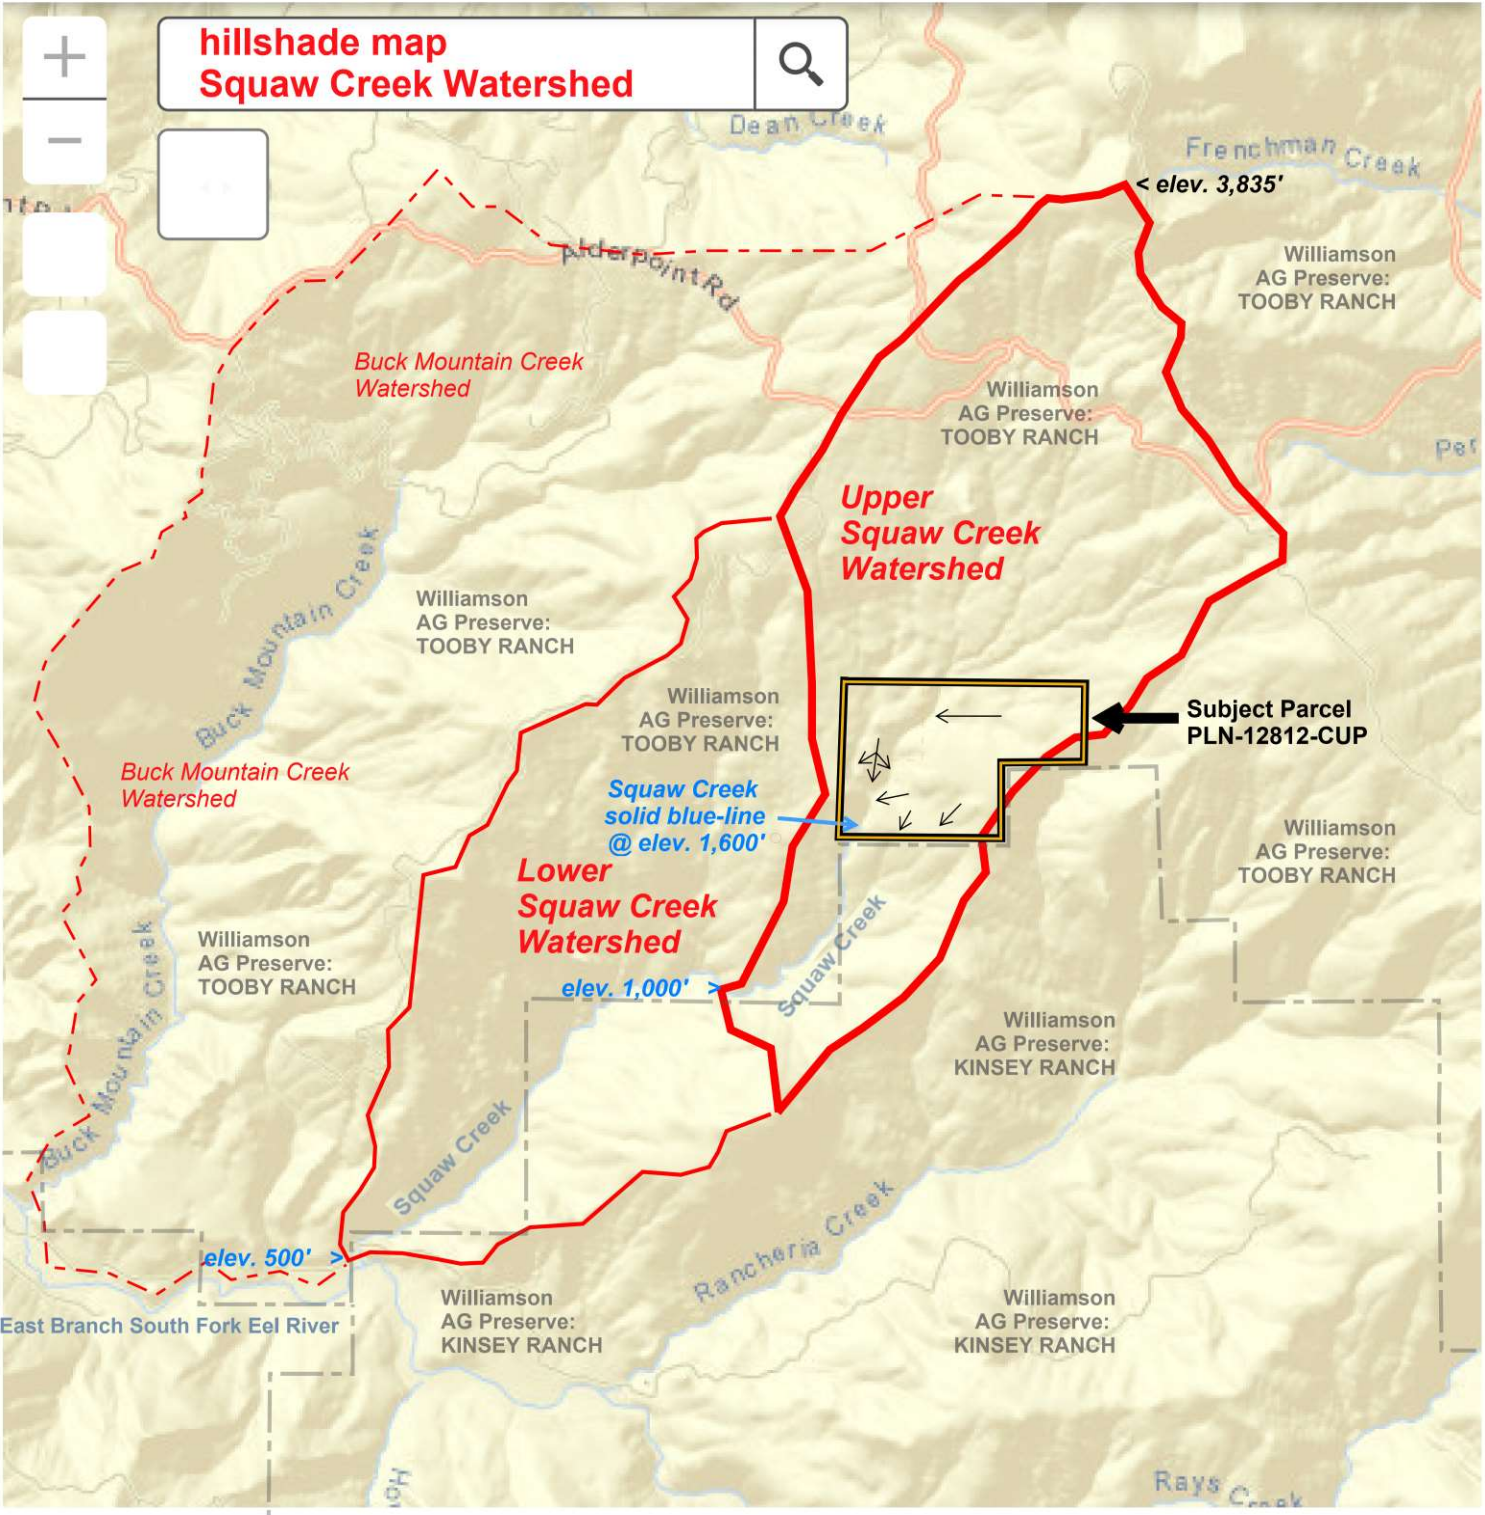 hillshade map
Squaw Creek Watershed
Dean Creek
Frenchman Creek
< elev. 3,835'
Williamson
AG Preserve:
TOOBY RANCH
Alderpoint Rd
Buck Mountain Creek
Watershed
Williamson
AG Preserve:
TOOBY RANCH
Upper
Squaw Creek
Watershed
Buck Mountain Creek
Williamson
AG Preserve:
TOOBY RANCH
Williamson
AG Preserve:
TOOBY RANCH
Subject Parcel
PLN-12812-CUP
Buck Mountain Creek
Watershed
Squaw Creek
solid blue-line
@ elev. 1,600'
Williamson
AG Preserve:
TOOBY RANCH
Lower
Squaw Creek
Watershed
Squaw Creek
Williamson
AG Preserve:
TOOBY RANCH
elev. 1,000' >
Buck Mountain Creek
Williamson
AG Preserve:
KINSEY RANCH
Squaw Creek
Rancheria Creek
elev. 500' >
East Branch South Fork Eel River
Williamson
AG Preserve:
KINSEY RANCH
Williamson
AG Preserve:
KINSEY RANCH
Rays Creek